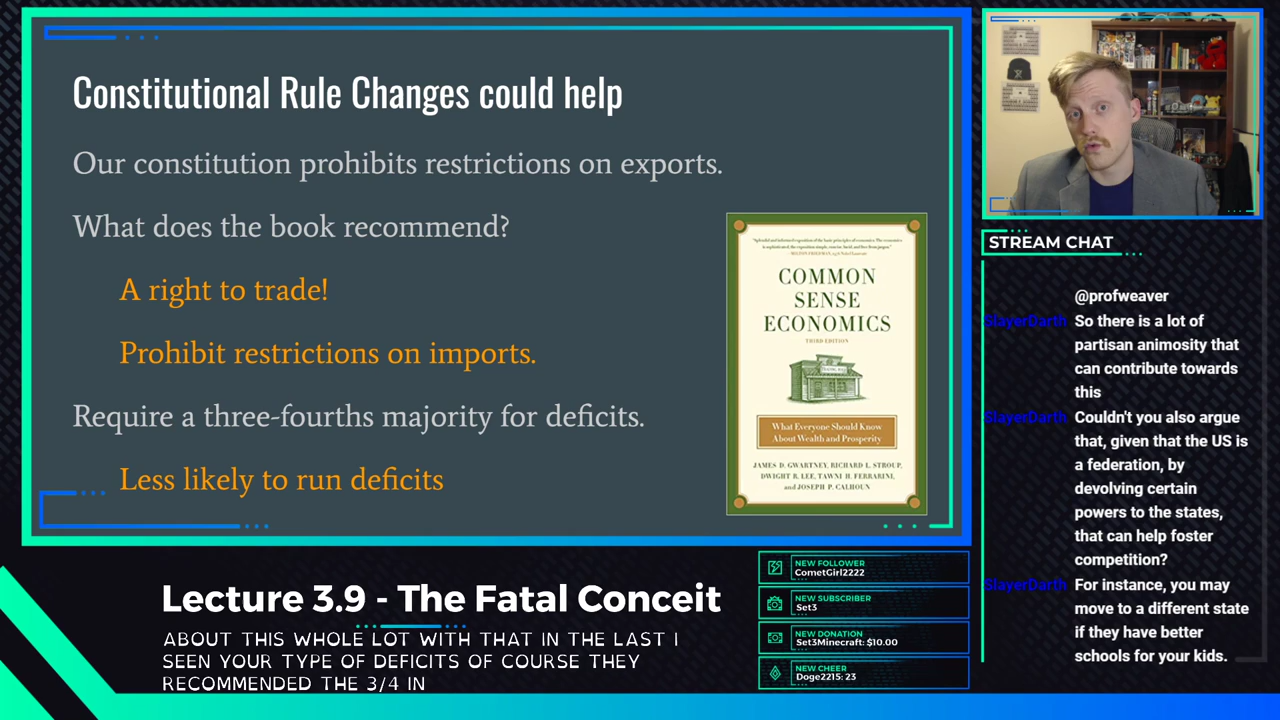 Constitutional Rule Changes could help
Our constitution prohibits restrictions on exports.
What does the book recommend?
A right to trade!
Prohibit restrictions on imports.
Require a three-fourths majority for deficits.
Less likely to run deficits
COMMON
SENSE
ECONOMICS
THIRD EDITION
What Everyone Should Know
About Wealth and Prosperity
JAMES D. GWARTNEY, RICHARD L. STROUP,
DWIGHT R. LEE, TAWNI H. FERRARINI,
and JOSEPH P. CALHOUN
STREAM CHAT
@profweaver
SlayerDarth So there is a lot of
partisan animosity that
can contribute towards
this
SlayerDarth Couldn't you also argue
that, given that the US is
a federation, by
devolving certain
powers to the states,
that can help foster
competition?
SlayerDarth For instance, you may
move to a different state
if they have better
schools for your kids.
Lecture 3.9 - The Fatal Conceit
ABOUT THIS WHOLE LOT WITH THAT IN THE LAST I
SEEN YOUR TYPE OF DEFICITS OF COURSE THEY
RECOMMENDED THE 3/4 IN
NEW FOLLOWER
CometGirl2222
NEW SUBSCRIBER
Set3
NEW DONATION
Set3Minecraft: $10.00
NEW CHEER
Doge2215: 23